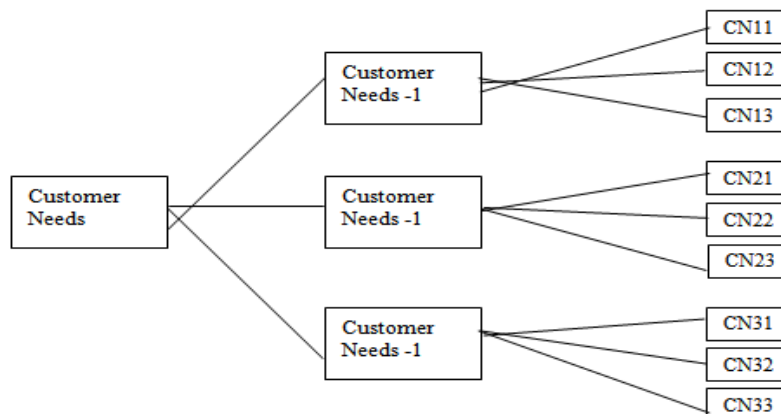 CN11
Customer
Needs -1
CN12
CN13
Customer
Needs
Customer
Needs -1
CN21
CN22
CN23
Customer
Needs -1
CN31
CN32
CN33